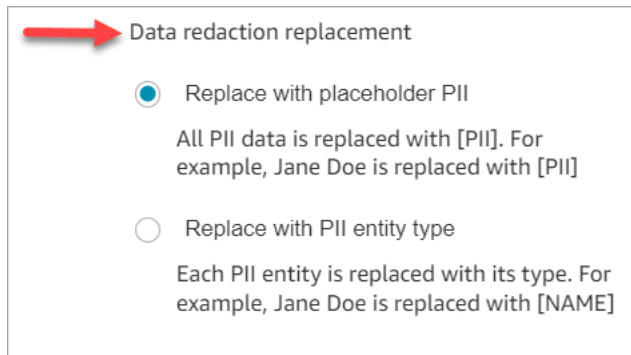 Data redaction replacement
Replace with placeholder PII
All PII data is replaced with [PII]. For
example, Jane Doe is replaced with [PII]
Replace with PII entity type
Each PII entity is replaced with its type. For
example, Jane Doe is replaced with [NAME]